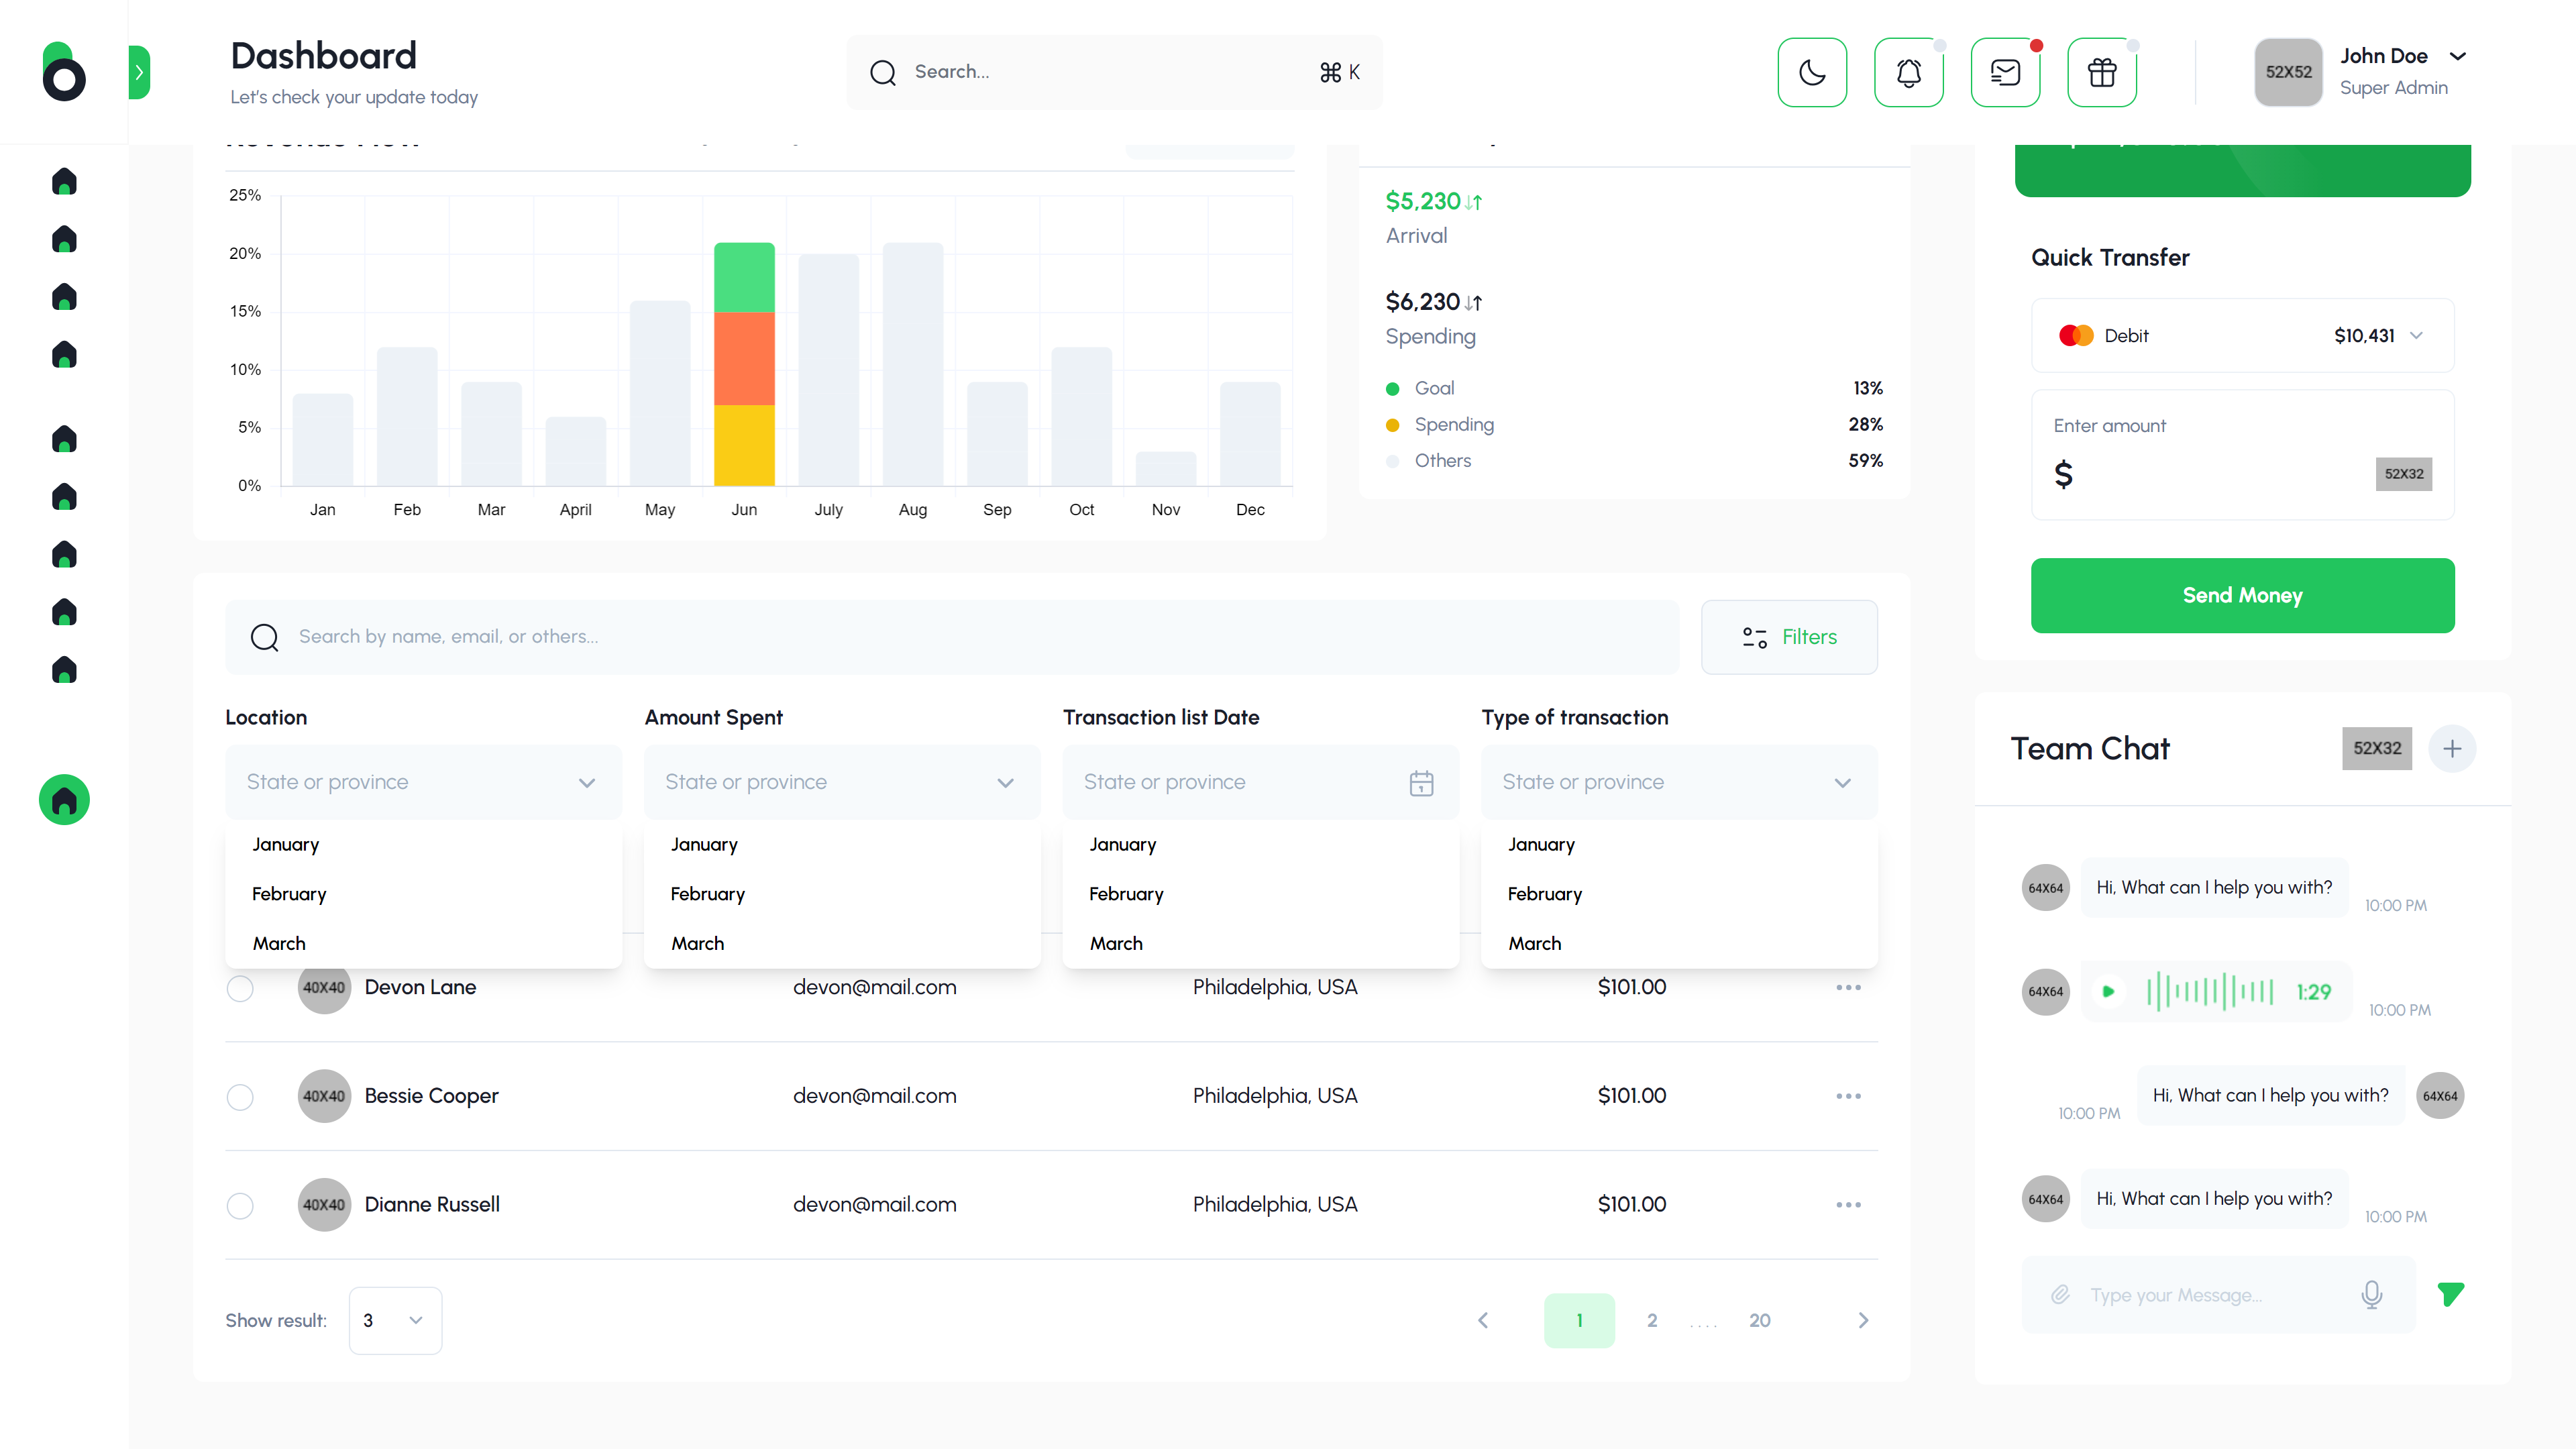 Dashboard
Let's check your update today
Search...
⌘ K
52X52
John Doe
Super Admin
25%
20%
15%
10%
5%
0%
Jan Feb Mar April May Jun July Aug Sep Oct Nov Dec
$5,230
Arrival
$6,230
Spending
Goal 13%
Spending 28%
Others 59%
Quick Transfer
Debit $10,431
Enter amount
$ 52X32
Send Money
Search by name, email, or others...
Filters
Location Amount Spent Transaction list Date Type of transaction
State or province State or province State or province State or province
1
January January January January
February February February February
March March March March
40X40 Devon Lane devon@mail.com Philadelphia, USA $101.00
40X40 Bessie Cooper devon@mail.com Philadelphia, USA $101.00
40X40 Dianne Russell devon@mail.com Philadelphia, USA $101.00
Show result: 3
1 2 .... 20
Team Chat 52X32
64X64 Hi, What can I help you with? 10:00 PM
64X64 1:29 10:00 PM
10:00 PM Hi, What can I help you with? 64X64
64X64 Hi, What can I help you with? 10:00 PM
Type your Message...